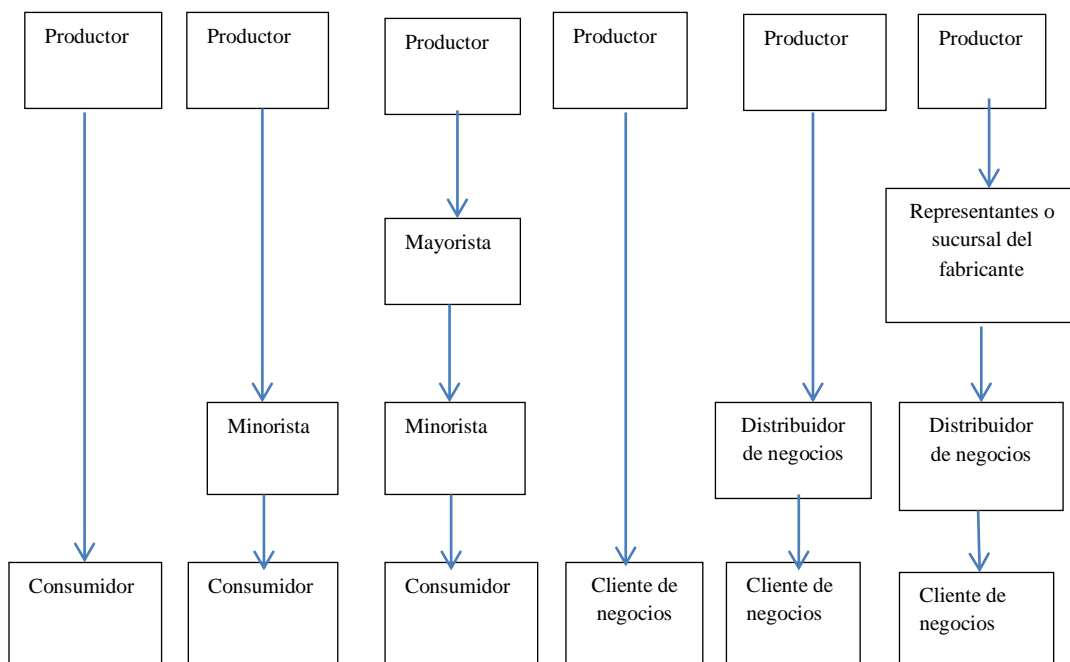 Productor
Productor
Productor
Productor
Productor
Productor
Representantes o
sucursal del
fabricante
Mayorista
Minorista
Minorista
Distribuidor
de negocios
Distribuidor
de negocios
Consumidor
Consumidor
Consumidor
Cliente de
negocios
Cliente de
negocios
Cliente de
negocios